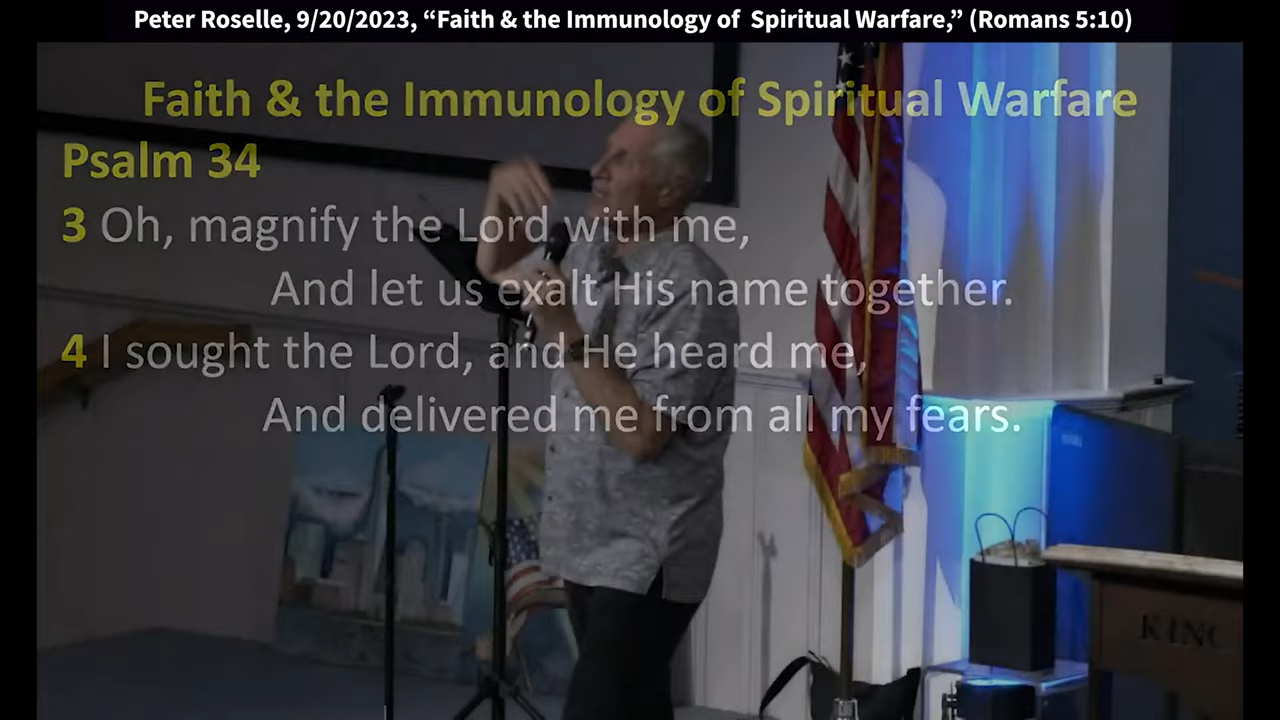 Peter Roselle, 9/20/2023, “Faith & the Immunology of Spiritual Warfare,” (Romans 5:10)
Faith & the Immunology of Spiritual Warfare
Psalm 34
3 Oh, magnify the Lord with me,
And let us exalt His name together.
4 I sought the Lord, and He heard me,
And delivered me from all my fears.
KING